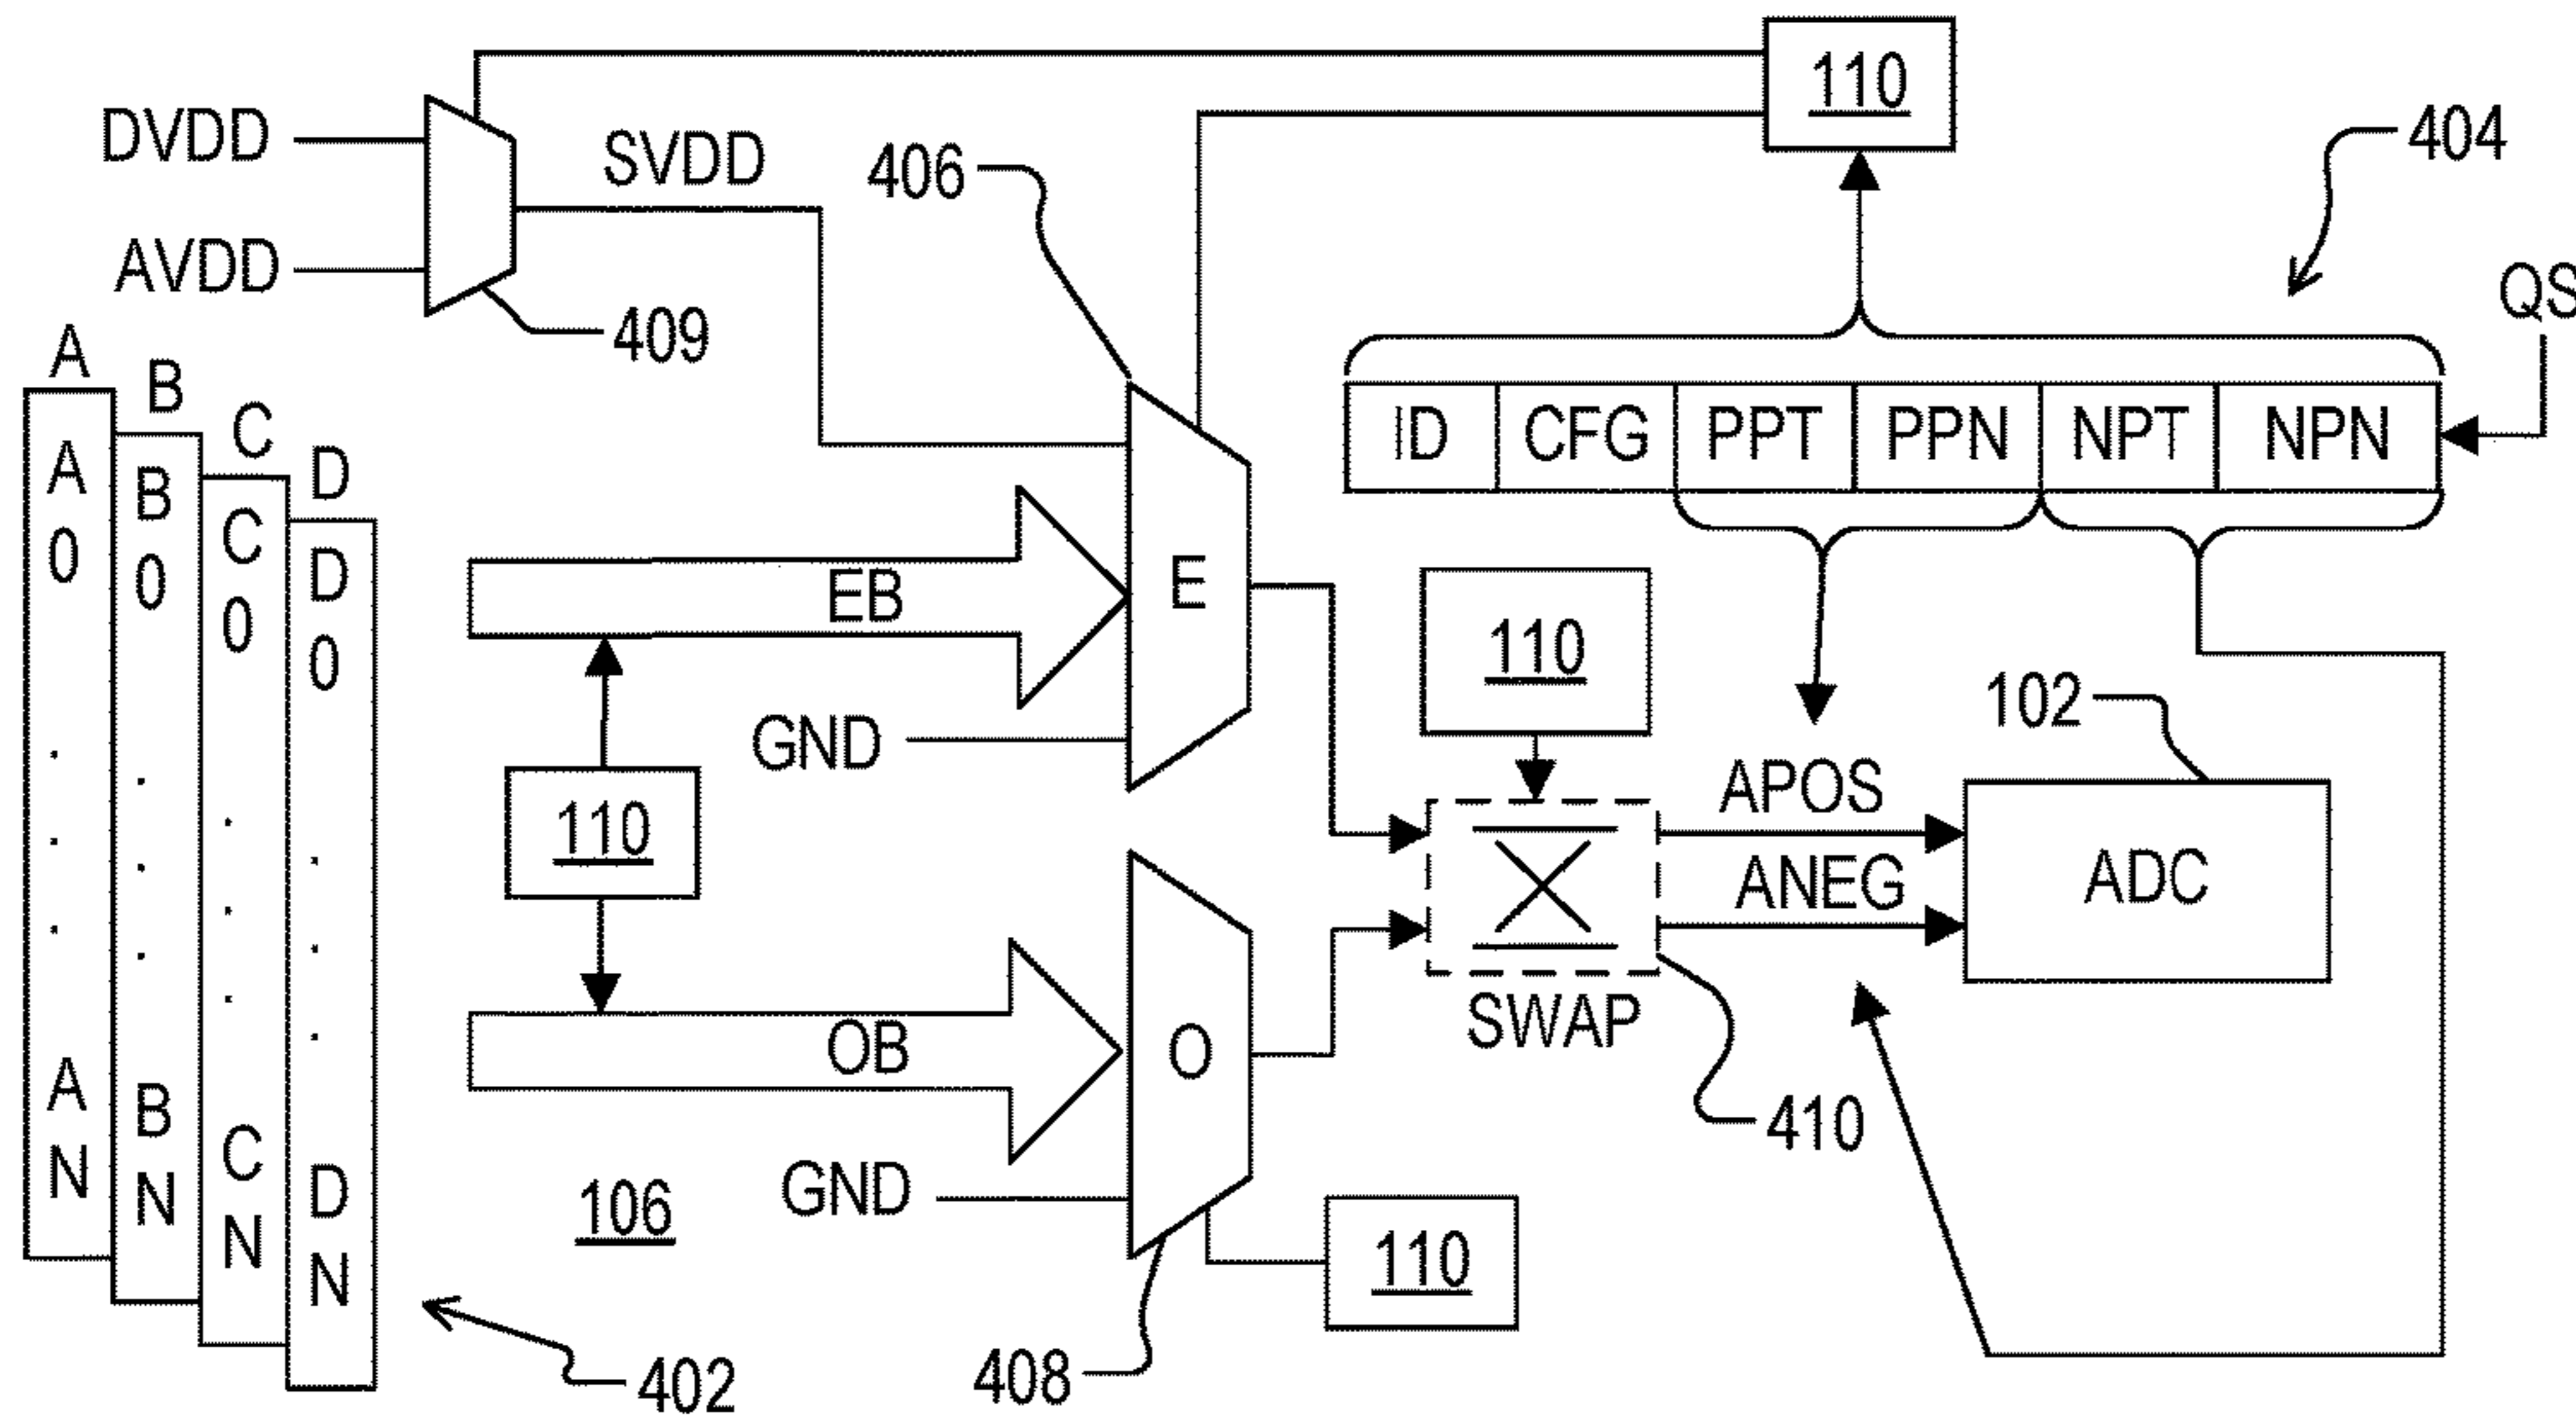 110
DVDD
SVDD
406
404
AVDD
409
QS
A
B
C
D
A0 . . . AN
B0 . . . BN
C0 . . . CN
D0 . . . DN
ID CFG PPT PPN NPT NPN
EB
E
110
GND
102
110
APOS
ANEG
ADC
SWAP
OB
O
410
GND
106
110
402
408